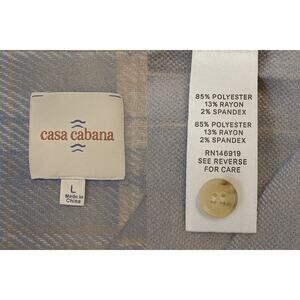 casa cabana
L
Made in
China
85% POLYESTER
13% RAYON
2% SPANDEX
85% POLYESTER
13% RAYON
2% SPANDEX
RN146919
SEE REVERSE
FOR CARE